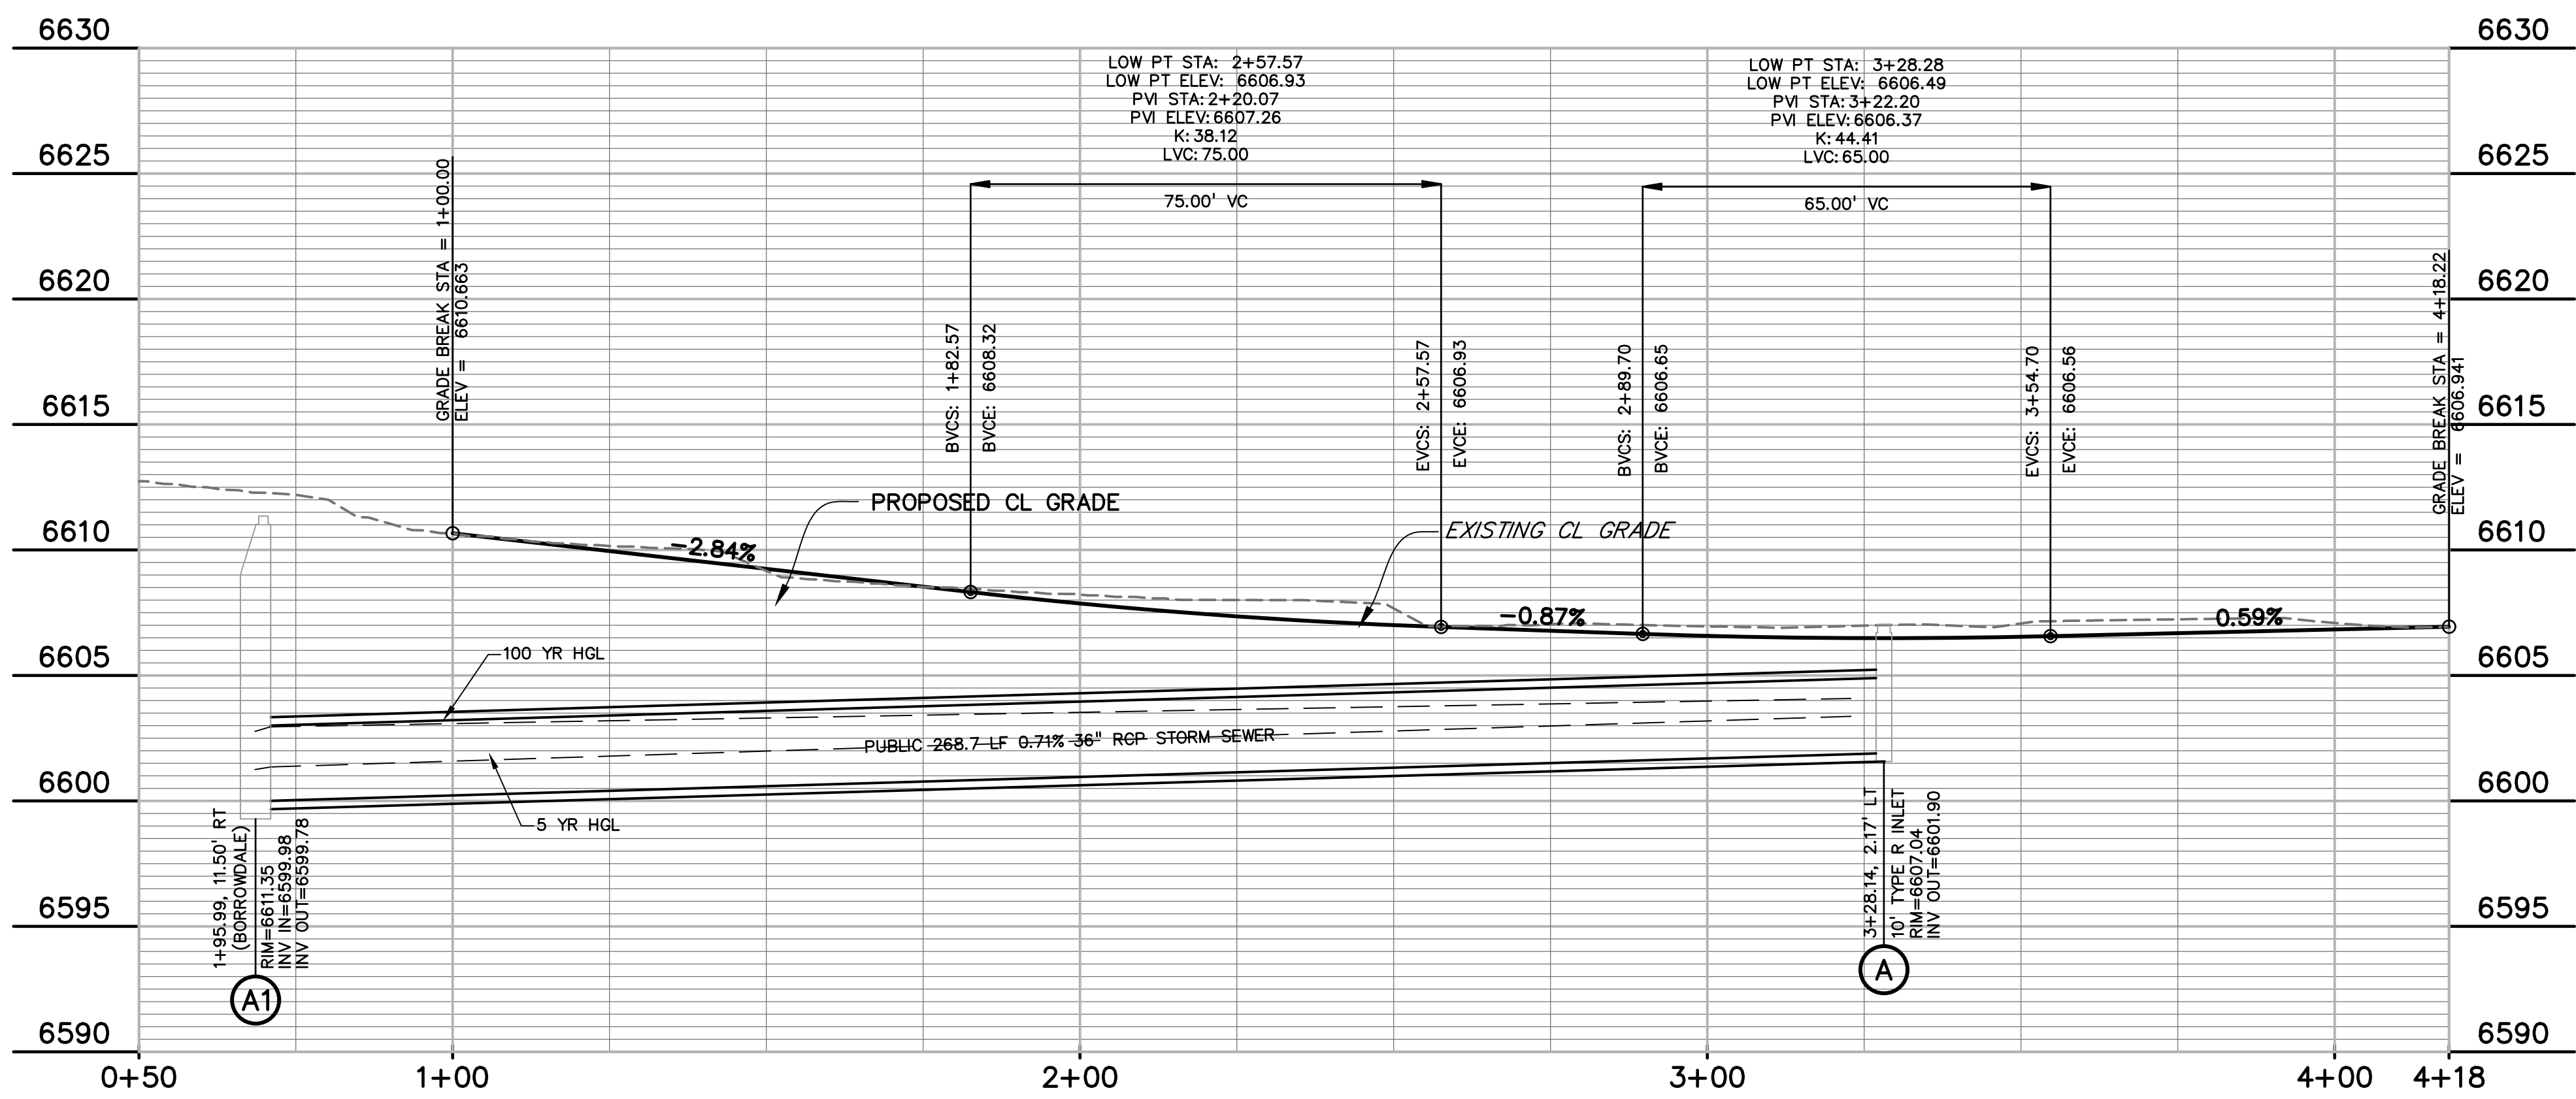 6630
6625
6620
6615
6610
6605
6600
6595
6590
LOW PT STA: 2+57.57
LOW PT ELEV: 6606.93
PVI STA: 2+20.07
PVI ELEV: 6607.26
K: 38.12
LVC: 75.00
75.00' VC
LOW PT STA: 3+28.28
LOW PT ELEV: 6606.49
PVI STA: 3+22.20
PVI ELEV: 6606.37
K: 44.41
LVC: 65.00
65.00' VC
6630
6625
6620
6615
6610
6605
6600
6595
6590
GRADE BREAK STA = 1+00.00
ELEV = 6610.663
BVCS: 1+82.57
BVCE: 6608.32
EVCS: 2+57.57
EVCE: 6606.93
BVCS: 2+89.70
BVCE: 6606.65
EVCS: 3+54.70
EVCE: 6606.56
GRADE BREAK STA = 4+18.22
ELEV = 6606.941
PROPOSED CL GRADE
EXISTING CL GRADE
-2.84%
-0.87%
0.59%
100 YR HGL
PUBLIC 268.7 LF 0.71% 36" RCP STORM SEWER
5 YR HGL
1+95.99, 11.50' RT
(BORROWDALE)
RIM=6611.35
INV IN=6599.98
INV OUT=6599.78
A1
3+28.14, 2.17' LT
10' TYPE R INLET
RIM=6607.04
INV OUT=6601.90
A
0+50
1+00
2+00
3+00
4+00
4+18